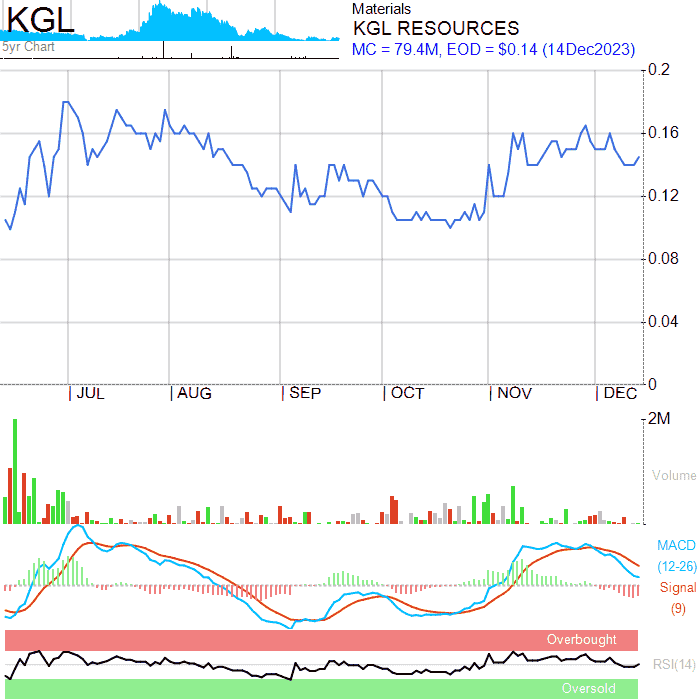 KGL
5yr Chart
Materials
KGL RESOURCES
MC = 79.4M, EOD = $0.14 (14Dec2023)
0.2
0.16
0.12
0.08
0.04
0
JUL AUG SEP OCT NOV DEC
2M
Volume
MACD
(12-26)
Signal
(9)
Overbought
RSI(14)
Oversold